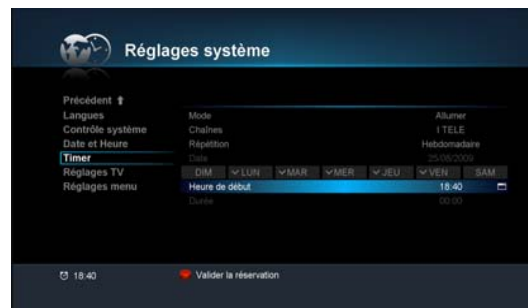 Réglages système
Précédent
Langues
Contrôle système
Date et Heure
Timer
Réglages TV
Réglages menu
Mode Allumer
Chaînes I TELE
Répétition Hebdomadaire
Date 25/08/2009
DIM LUN MAR MER JEU VEN SAM
Heure de début 18:40
Durée 00:00
18:40 Valider la réservation